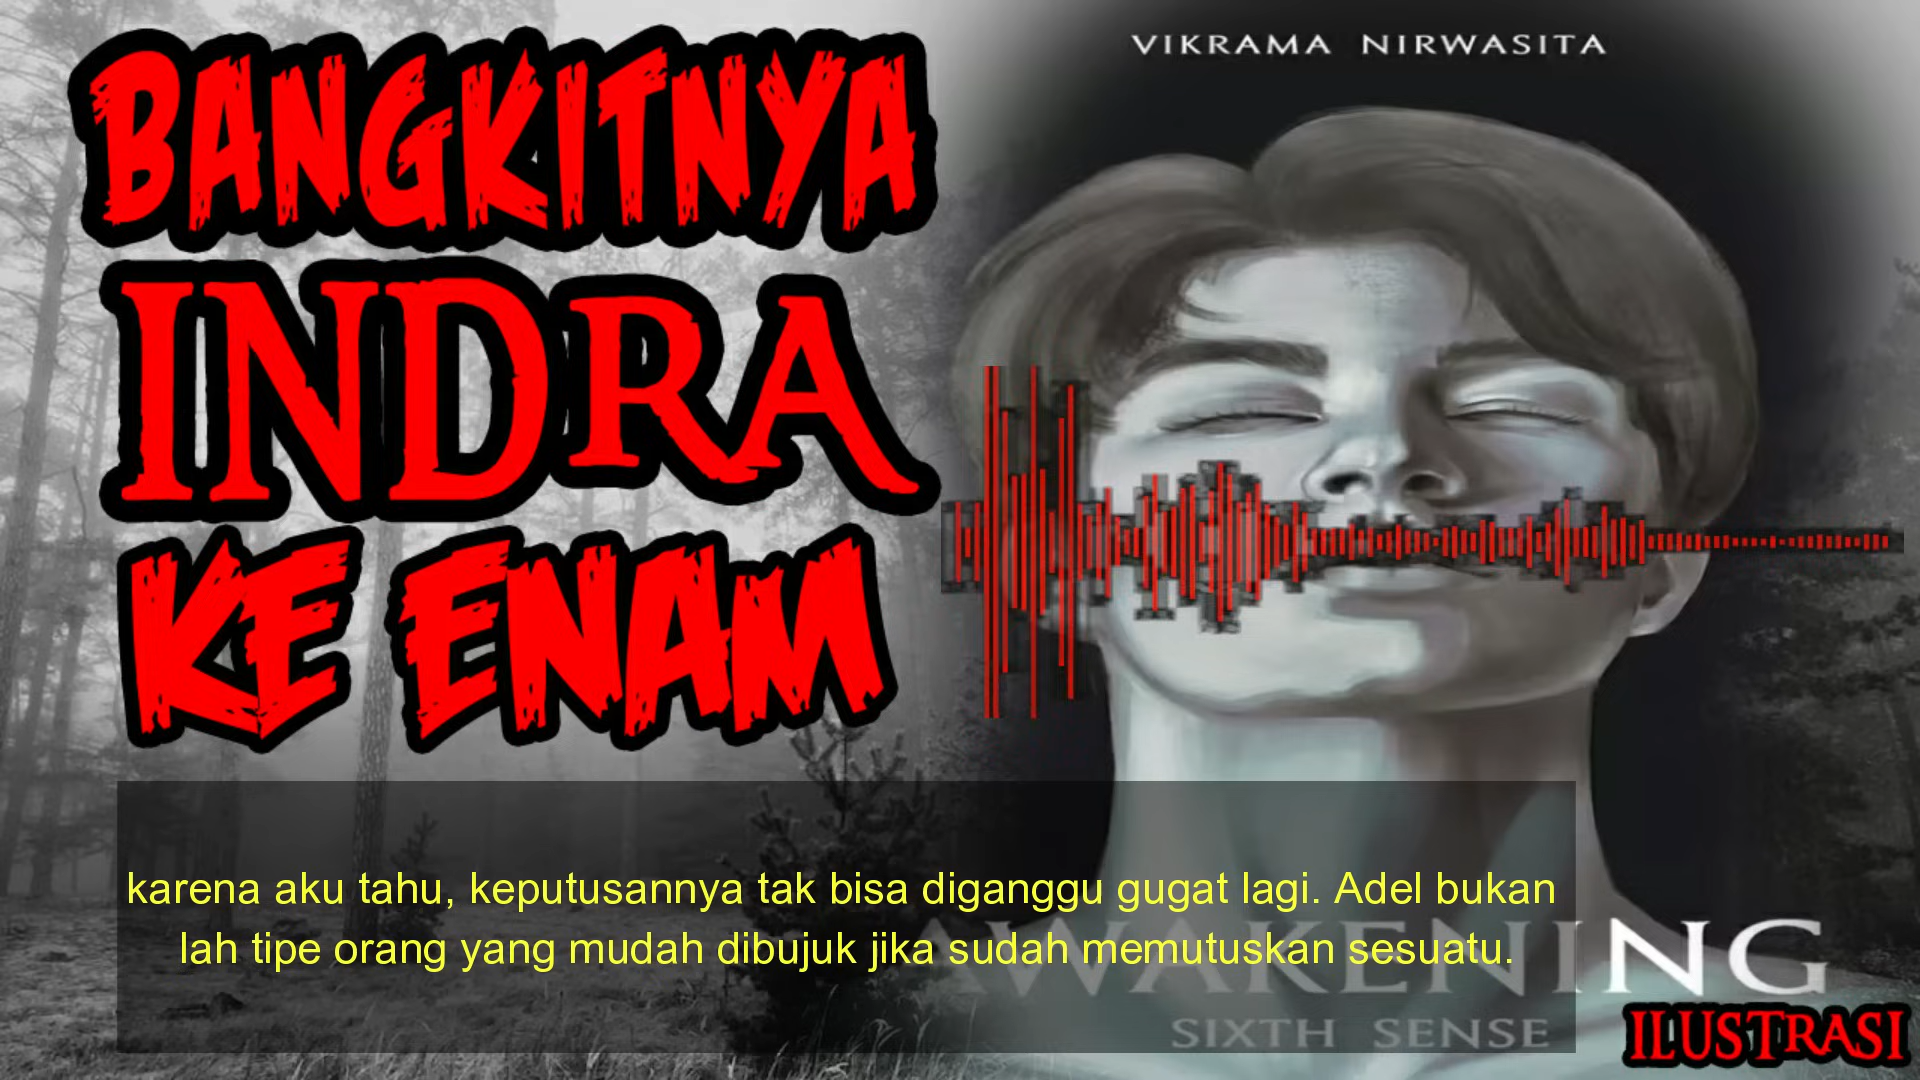 BANGKITNYA
INDRA
KE ENAM
VIKRAMA NIRWASITA
karena aku tahu, keputusannya tak bisa diganggu gugat lagi. Adel bukan
lah tipe orang yang mudah dibujuk jika sudah memutuskan sesuatu.
AWAKENING
SIXTH SENSE
ILUSTRASI